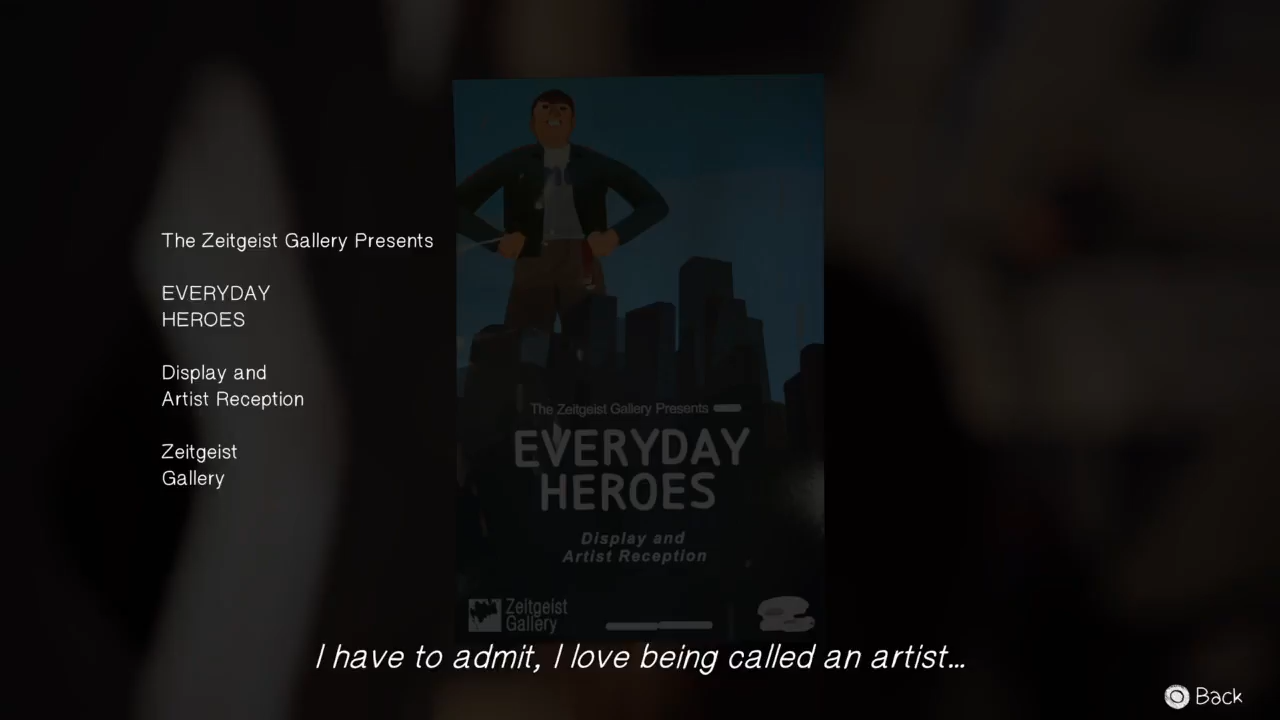 The Zeitgeist Gallery Presents
EVERYDAY
HEROES
Display and
Artist Reception
Zeitgeist
Gallery
The Zeitgeist Gallery Presents
EVERYDAY
HEROES
Display and
Artist Reception
Zeitgeist
Gallery
I have to admit, I love being called an artist...
Back